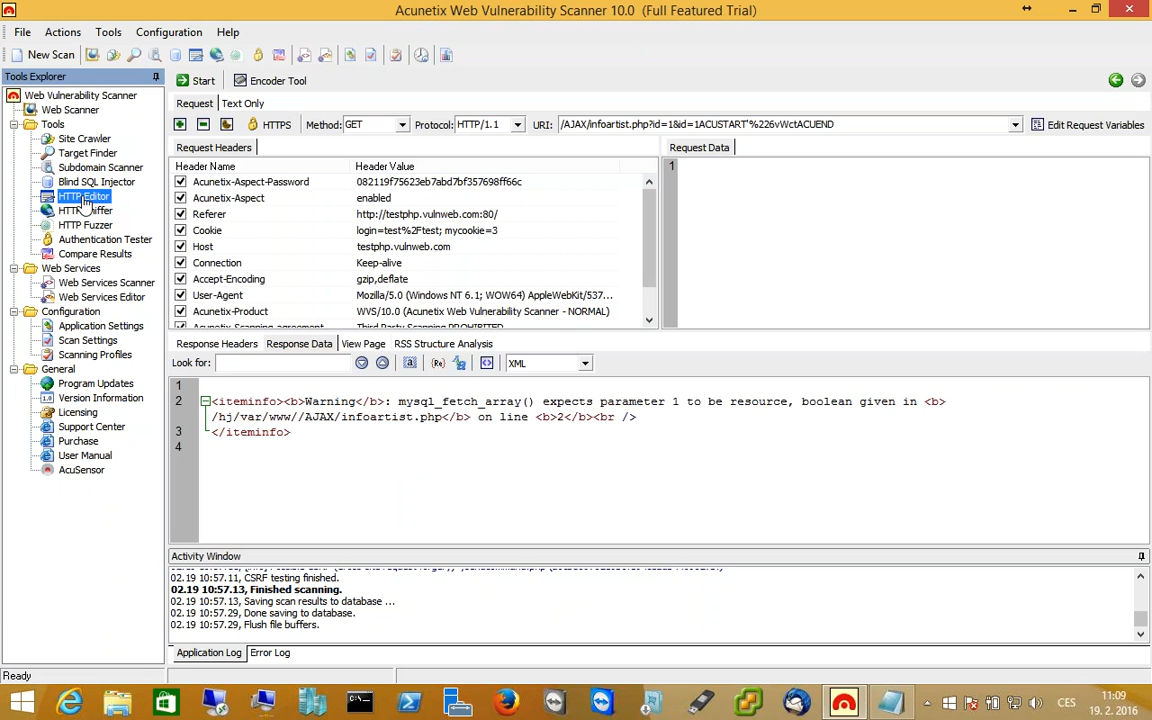 Acunetix Web Vulnerability Scanner 10.0 (Full Featured Trial)
File Actions Tools Configuration Help
New Scan
Tools Explorer
Web Vulnerability Scanner
Web Scanner
Tools
Site Crawler
Target Finder
Subdomain Scanner
Blind SQL Injector
HTTP Editor
HTTP Sniffer
HTTP Fuzzer
Authentication Tester
Compare Results
Web Services
Web Services Scanner
Web Services Editor
Configuration
Application Settings
Scan Settings
Scanning Profiles
General
Program Updates
Version Information
Licensing
Support Center
Purchase
User Manual
AcuSensor
Start Encoder Tool
Request Text Only
HTTPS Method: GET Protocol: HTTP/1.1 URI: /AJAX/infoartist.php?id=1&id=1ACUSTART'%226vWctACUEND Edit Request Variables
Request Headers Request Data
Header Name Header Value 1
Acunetix-Aspect-Password 082119f75623eb7abd7bf357698ff66c
Acunetix-Aspect enabled
Referer http://testphp.vulnweb.com:80/
Cookie login=test%2Ftest; mycookie=3
Host testphp.vulnweb.com
Connection Keep-alive
Accept-Encoding gzip,deflate
User-Agent Mozilla/5.0 (Windows NT 6.1; WOW64) AppleWebKit/537...
Acunetix-Product WVS/10.0 (Acunetix Web Vulnerability Scanner - NORMAL)
Acunetix-Scanning-agreement Third Party Scanning PROHIBITED
Response Headers Response Data View Page RSS Structure Analysis
Look for: XML
1
2 <iteminfo><b>Warning</b>: mysql_fetch_array() expects parameter 1 to be resource, boolean given in <b>
/hj/var/www//AJAX/infoartist.php</b> on line <b>2</b><br />
3 </iteminfo>
4
Activity Window
02.19 10:57.11, CSRF testing finished.
02.19 10:57.13, Finished scanning.
02.19 10:57.13, Saving scan results to database ...
02.19 10:57.29, Done saving to database.
02.19 10:57.29, Flush file buffers.
Application Log Error Log
Ready
CES
11:09
19. 2. 2016